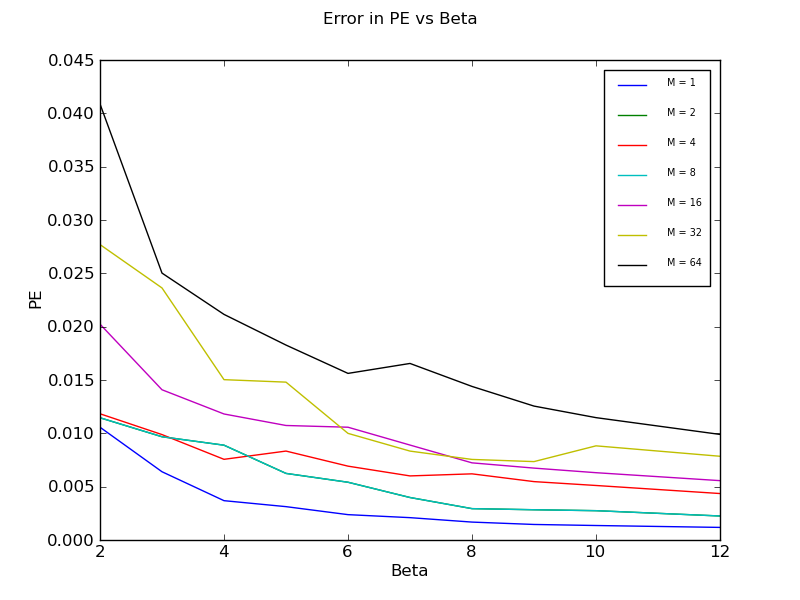 Error in PE vs Beta
0.045
0.040
0.035
0.030
0.025
0.020
0.015
0.010
0.005
0.000
PE
M = 1
M = 2
M = 4
M = 8
M = 16
M = 32
M = 64
2 4 6 8 10 12
Beta